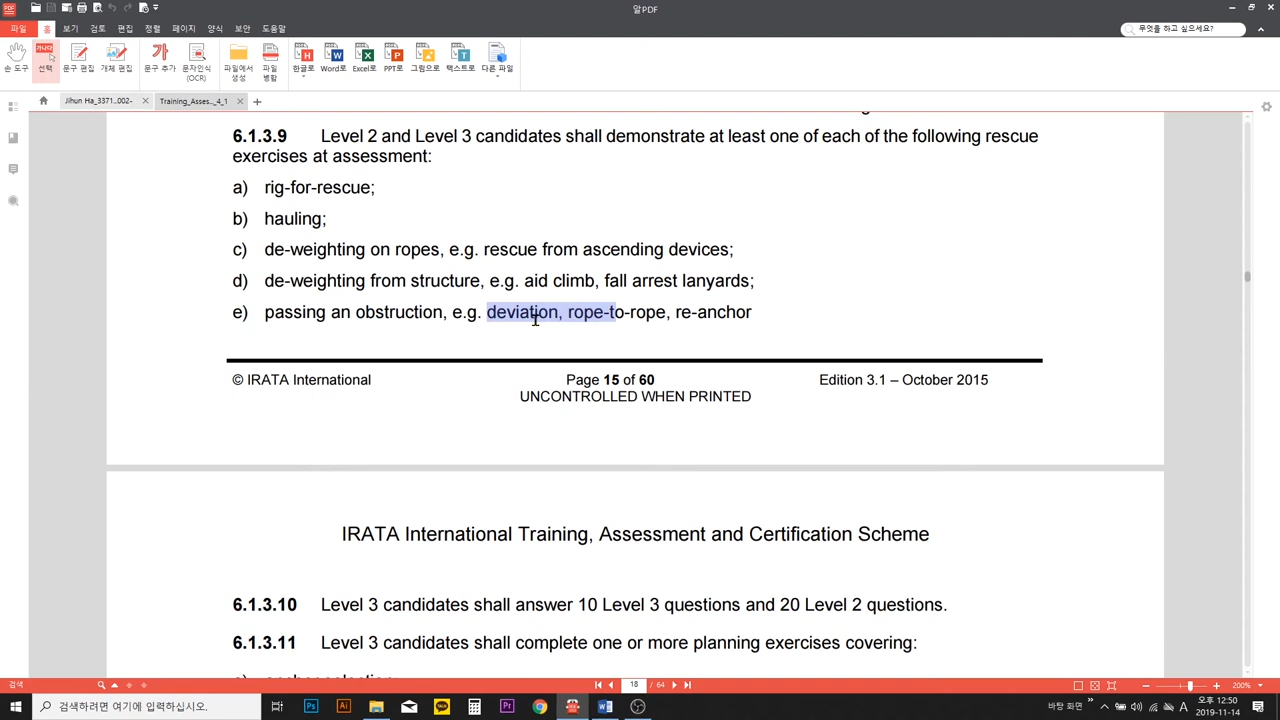 알PDF
파일 홈 보기 검토 편집 정렬 페이지 양식 보안 도움말
무엇을 하고 싶으세요?
손 도구 선택 문구 편집 개체 편집 문구 추가 문자인식 (OCR) 파일에서 생성 파일 병합 한글로 Word로 Excel로 PPT로 그림으로 텍스트로 다른 파일
Jihun Ha_3371...002- Training_Asses..._4_1
6.1.3.9 Level 2 and Level 3 candidates shall demonstrate at least one of each of the following rescue
exercises at assessment:
a) rig-for-rescue;
b) hauling;
c) de-weighting on ropes, e.g. rescue from ascending devices;
d) de-weighting from structure, e.g. aid climb, fall arrest lanyards;
e) passing an obstruction, e.g. deviation, rope-to-rope, re-anchor
© IRATA International Page 15 of 60 Edition 3.1 – October 2015
UNCONTROLLED WHEN PRINTED
IRATA International Training, Assessment and Certification Scheme
6.1.3.10 Level 3 candidates shall answer 10 Level 3 questions and 20 Level 2 questions.
6.1.3.11 Level 3 candidates shall complete one or more planning exercises covering:
검색 18 / 64 200%
검색하려면 여기에 입력하십시오. 바탕 화면 A 오후 12:50
2019-11-14